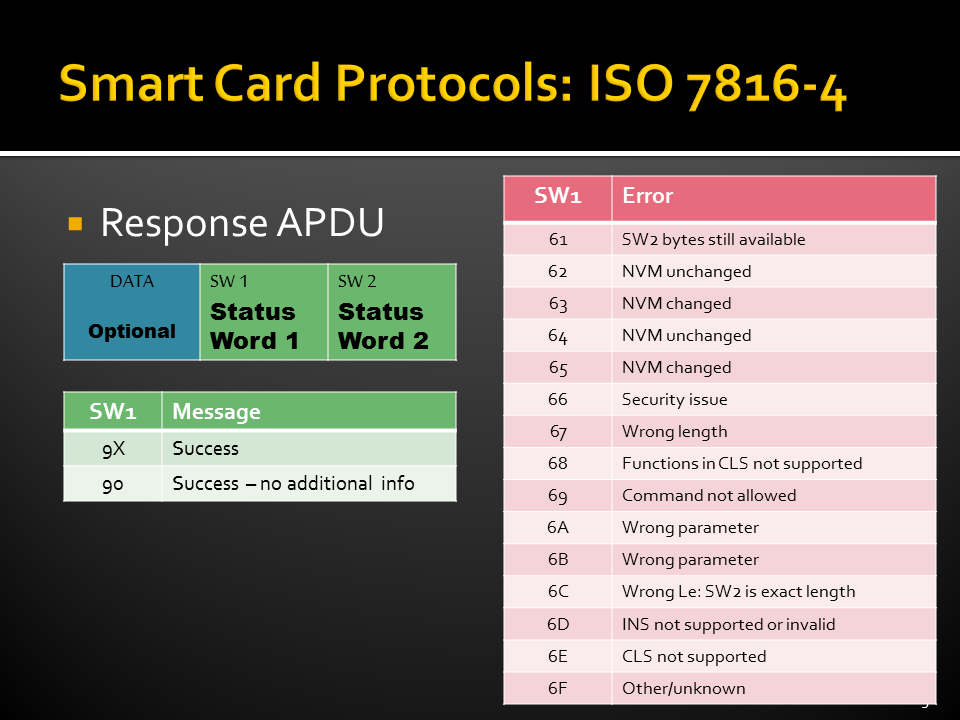 Smart Card Protocols: ISO 7816-4
Response APDU
DATA
Optional
SW 1
Status
Word 1
SW 2
Status
Word 2
SW1 Message
9X Success
90 Success – no additional info
SW1 Error
61 SW2 bytes still available
62 NVM unchanged
63 NVM changed
64 NVM unchanged
65 NVM changed
66 Security issue
67 Wrong length
68 Functions in CLS not supported
69 Command not allowed
6A Wrong parameter
6B Wrong parameter
6C Wrong Le: SW2 is exact length
6D INS not supported or invalid
6E CLS not supported
6F Other/unknown